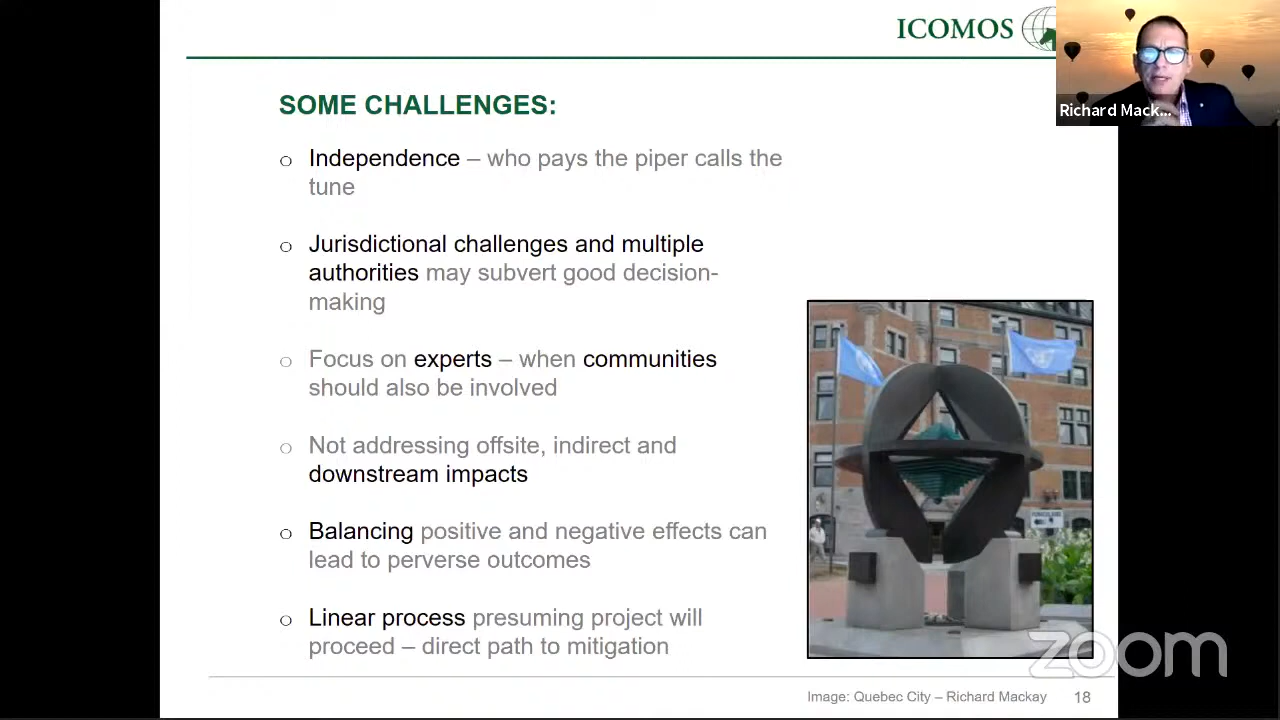 ICOMOS
Richard Mack...
SOME CHALLENGES:
Independence – who pays the piper calls the
tune
Jurisdictional challenges and multiple
authorities may subvert good decision-
making
Focus on experts – when communities
should also be involved
Not addressing offsite, indirect and
downstream impacts
Balancing positive and negative effects can
lead to perverse outcomes
Linear process presuming project will
proceed – direct path to mitigation
zoom
Image: Quebec City – Richard Mackay 18